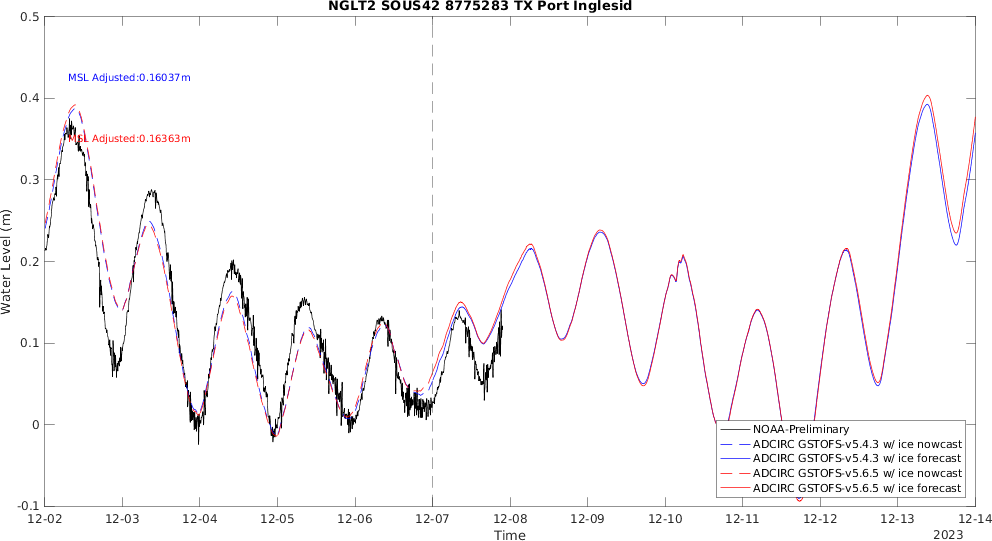 NGLT2 SOUS42 8775283 TX Port Inglesid
MSL Adjusted:0.16037m
MSL Adjusted:0.16363m
Water Level (m)
0.5
0.4
0.3
0.2
0.1
0
-0.1
NOAA-Preliminary
ADCIRC GSTOFS-v5.4.3 w/ ice nowcast
ADCIRC GSTOFS-v5.4.3 w/ ice forecast
ADCIRC GSTOFS-v5.6.5 w/ ice nowcast
ADCIRC GSTOFS-v5.6.5 w/ ice forecast
12-02 12-03 12-04 12-05 12-06 12-07 12-08 12-09 12-10 12-11 12-12 12-13 12-14
Time
2023